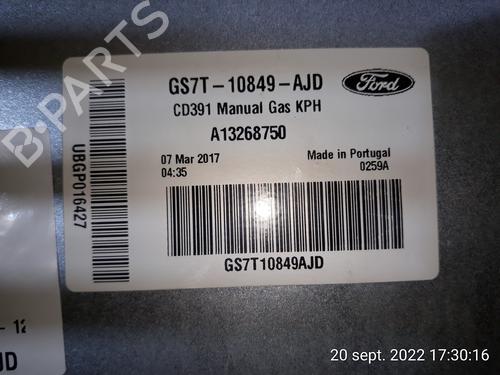 GS7T-10849-AJD
Ford
CD391 Manual Gas KPH
A13268750
07 Mar 2017
04:35
Made in Portugal
0259A
UBGP016427
GS7T10849AJD
- 12
JD
B-PARTS
20 sept. 2022 17:30:16